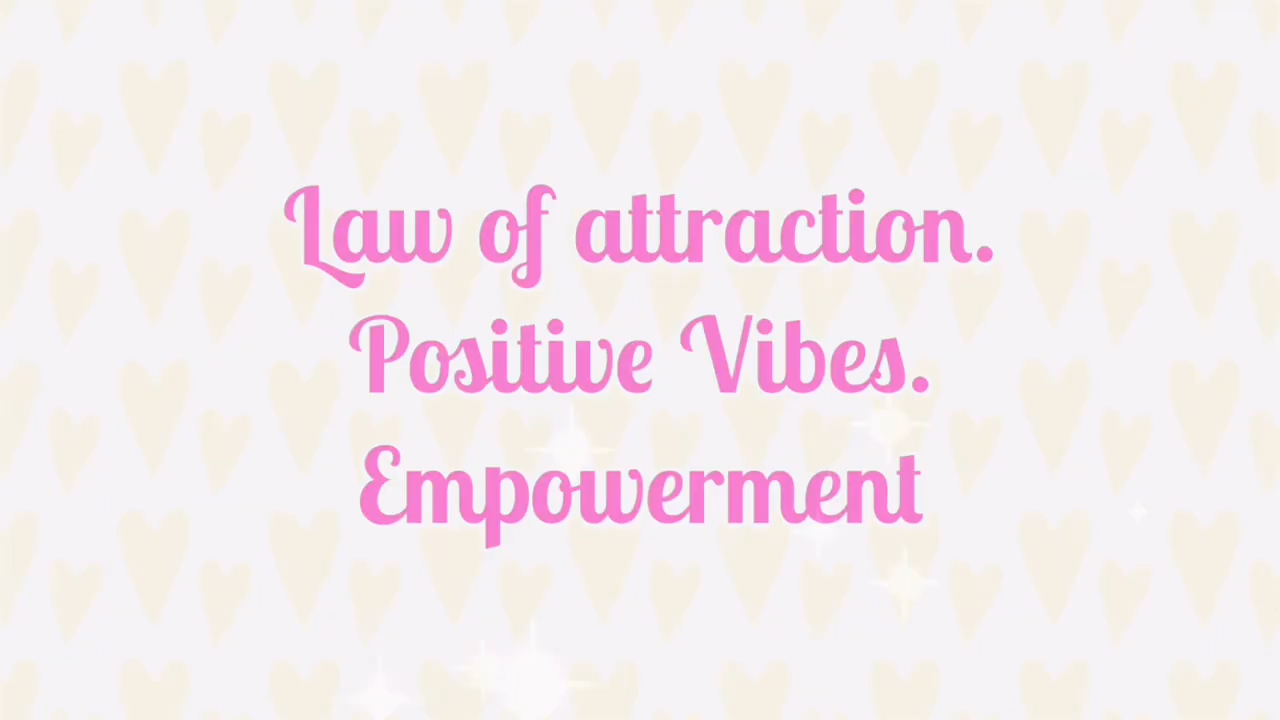 Law of attraction.
Positive Vibes.
Empowerment